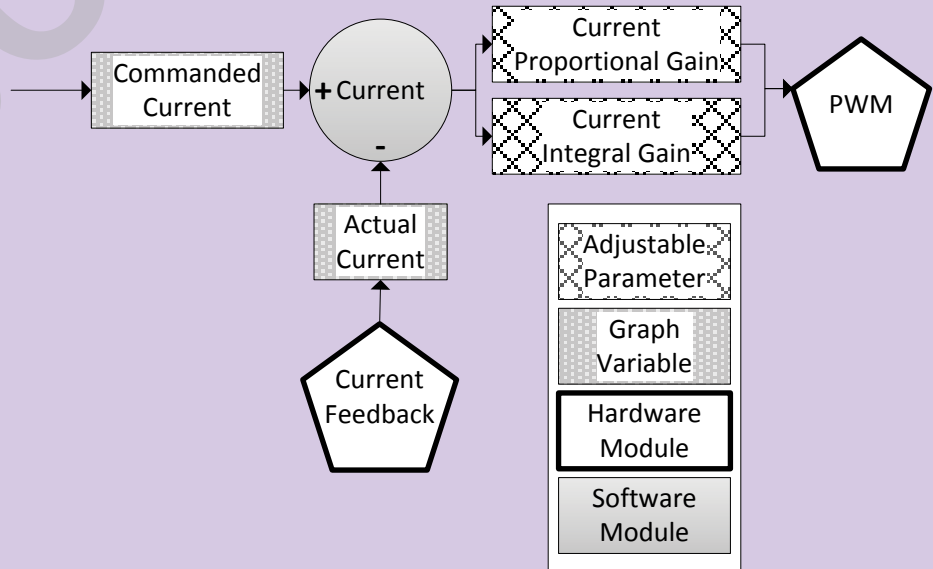 Commanded
Current
+ Current
-
Current
Proportional Gain
Current
Integral Gain
PWM
Actual
Current
Current
Feedback
Adjustable
Parameter
Graph
Variable
Hardware
Module
Software
Module